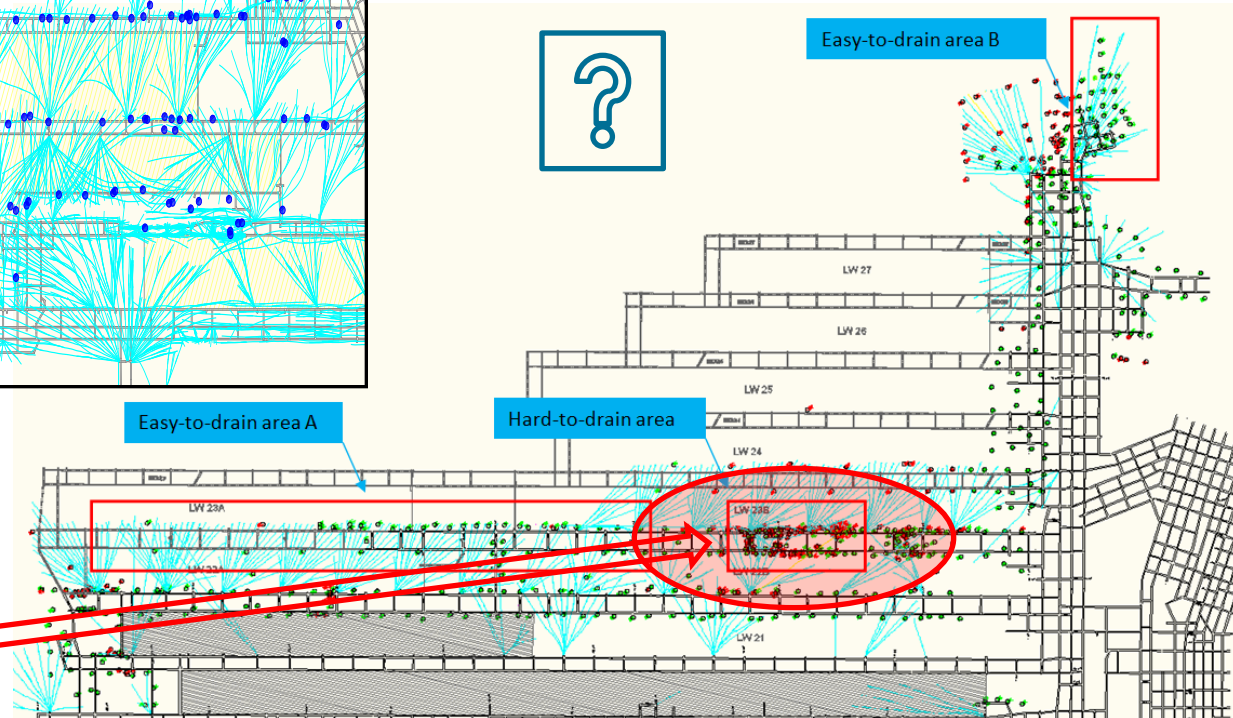 ?
Easy-to-drain area B
LW 27
LW 26
LW 25
Easy-to-drain area A
Hard-to-drain area
LW 24
LW 23A
LW 23B
LW 22B
LW 21